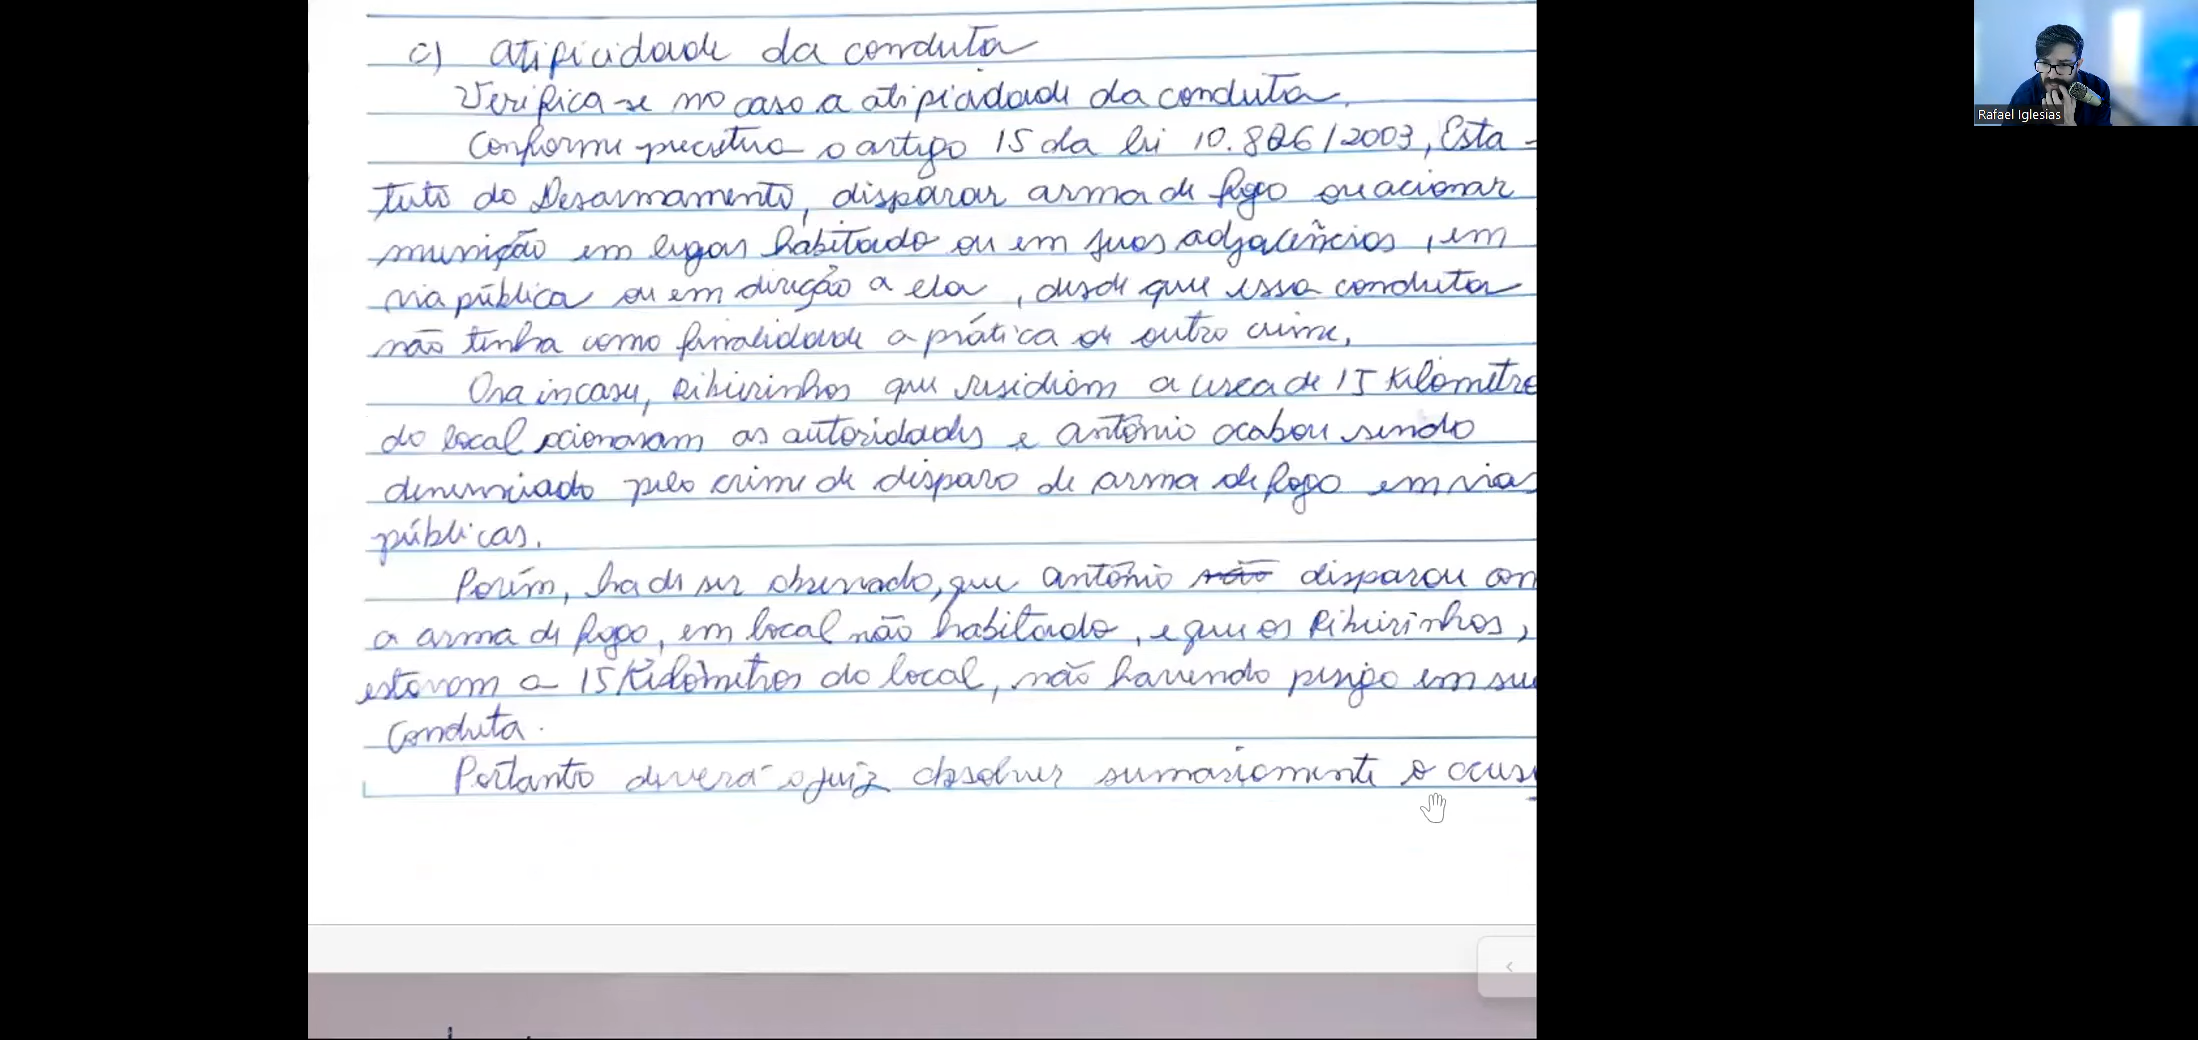 c) atipicidade da conduta
Verifica-se no caso a atipicidade da conduta.
Conforme preceitua o artigo 15 da lei 10.826/2003, Esta-
tuto do Desarmamento, disparar arma de fogo ou acionar
munição em lugar habitado ou em suas adjacências, em
via pública ou em direção a ela, desde que essa conduta
não tenha como finalidade a prática de outro crime,
Ora in casu, Ribeirinhos que residiam a cerca de 15 Kilômetro
do local acionaram as autoridades e antônio acabou sendo
denunciado pelo crime de disparo de arma de fogo em vias
públicas.
Porém, ha de ser observado, que antônio disparou com
a arma de fogo, em local não habitado, e que os Ribeirinhos,
estavam a 15 Kilômetros do local, não havendo perigo em su
Conduta.
Portanto deverá o juiz absolver sumariamente o acus
Rafael Iglesias